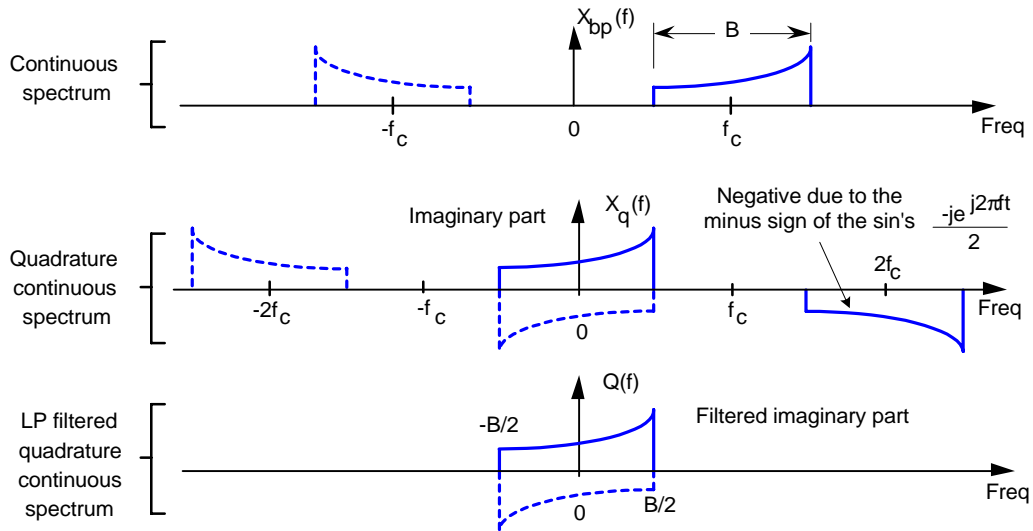 Continuous
spectrum
X_bp(f)
B
-f_c
0
f_c
Freq
Quadrature
continuous
spectrum
Imaginary part
X_q(f)
Negative due to the
minus sign of the sin's
-je^j2πft
2
-2f_c
-f_c
0
f_c
2f_c
Freq
LP filtered
quadrature
continuous
spectrum
Q(f)
-B/2
Filtered imaginary part
0
B/2
Freq